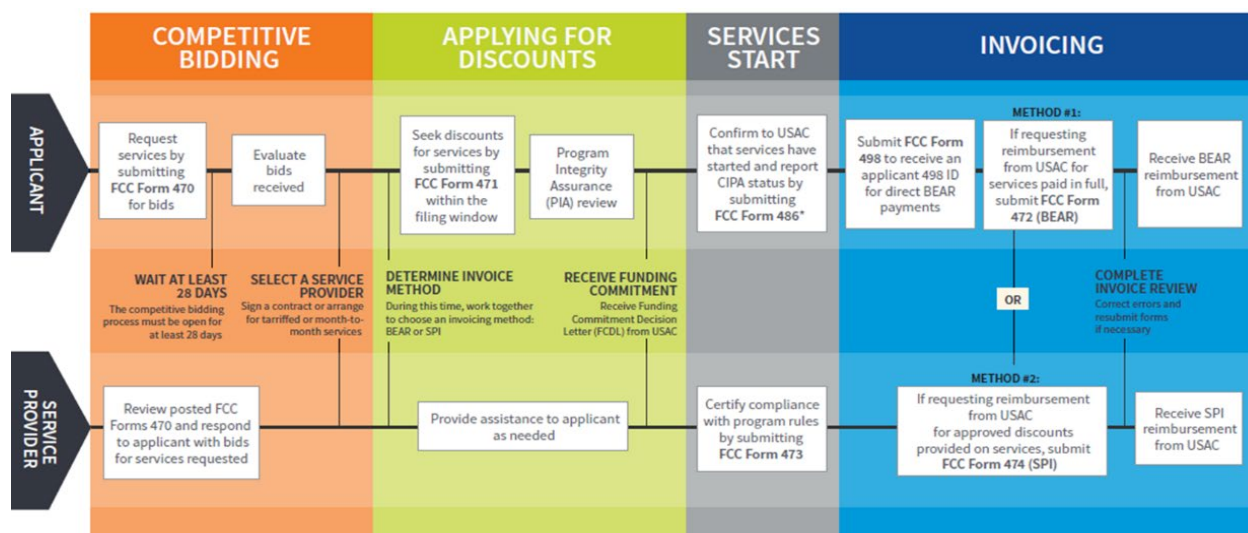 COMPETITIVE
BIDDING
APPLYING FOR
DISCOUNTS
SERVICES
START
INVOICING
APPLICANT
Request
services by
submitting
FCC Form 470
for bids
Evaluate
bids
received
Seek discounts
for services by
submitting
FCC Form 471
within the
filing window
Program
Integrity
Assurance
(PIA) review
Confirm to USAC
that services have
started and report
CIPA status by
submitting
FCC Form 486*
Submit FCC Form
498 to receive an
applicant 498 ID
for direct BEAR
payments
METHOD #1:
If requesting
reimbursement
from USAC for
services paid in full,
submit FCC Form
472 (BEAR)
Receive BEAR
reimbursement
from USAC
WAIT AT LEAST
28 DAYS
The competitive bidding
process must be open for
at least 28 days
SELECT A SERVICE
PROVIDER
Sign a contract or arrange
for tarriffed or month-to-
month services
DETERMINE INVOICE
METHOD
During this time, work together
to choose an invoicing method:
BEAR or SPI
RECEIVE FUNDING
COMMITMENT
Receive Funding
Commitment Decision
Letter (FCDL) from USAC
OR
COMPLETE
INVOICE REVIEW
Correct errors and
resubmit forms
if necessary
SERVICE
PROVIDER
Review posted FCC
Forms 470 and respond
to applicant with bids
for services requested
Provide assistance to applicant
as needed
Certify compliance
with program rules
by submitting
FCC Form 473
METHOD #2:
If requesting reimbursement
from USAC
for approved discounts
provided on services, submit
FCC Form 474 (SPI)
Receive SPI
reimbursement
from USAC